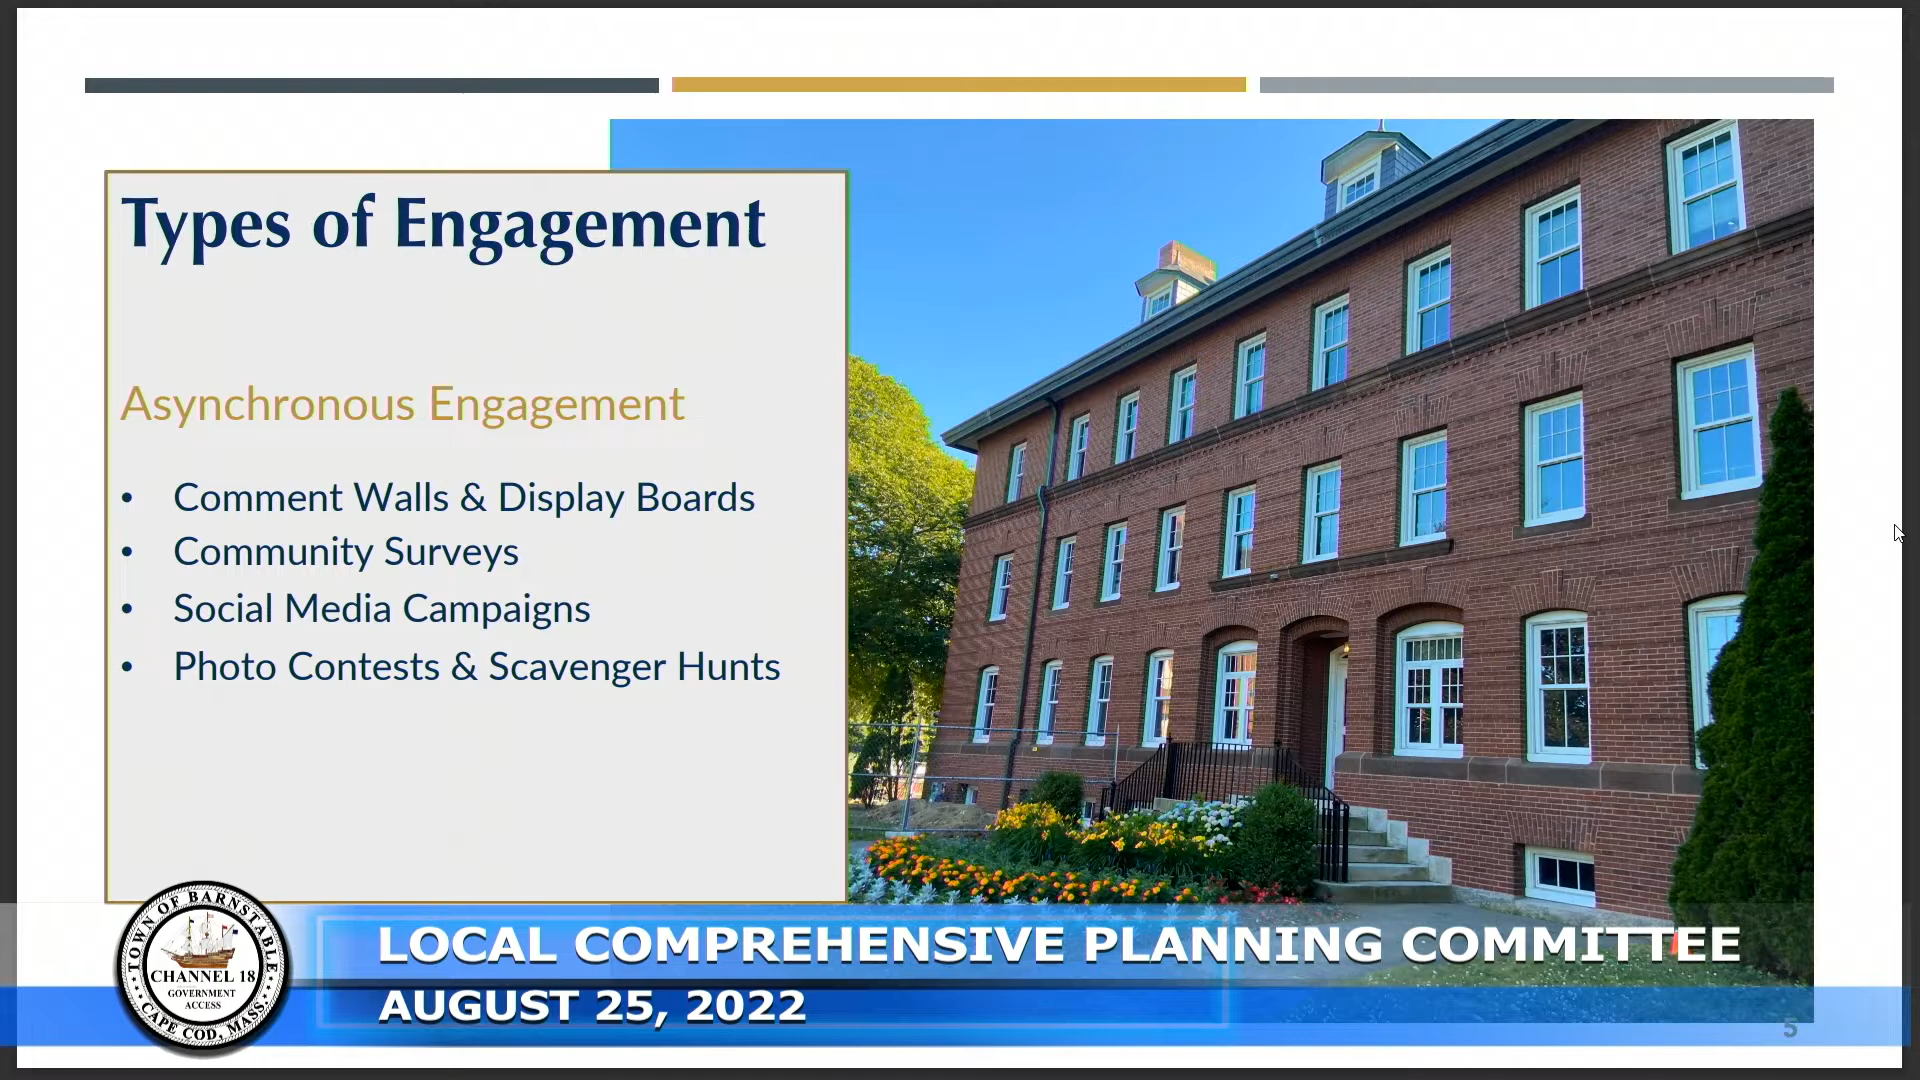 Types of Engagement
Asynchronous Engagement
• Comment Walls & Display Boards
• Community Surveys
• Social Media Campaigns
• Photo Contests & Scavenger Hunts
TOWN OF BARNSTABLE
CHANNEL 18
GOVERNMENT
ACCESS
CAPE COD, MASS.
LOCAL COMPREHENSIVE PLANNING COMMITTEE
AUGUST 25, 2022
5